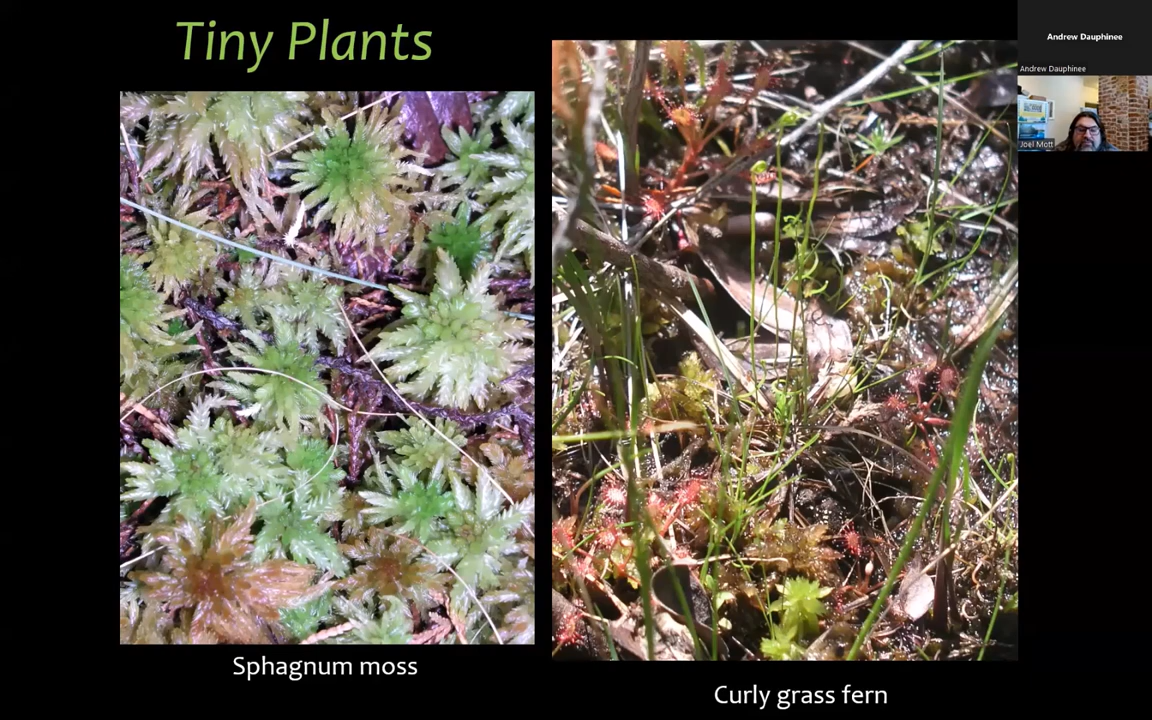 Tiny Plants
Sphagnum moss
Curly grass fern
Andrew Dauphinee
Andrew Dauphinee
Joel Mott